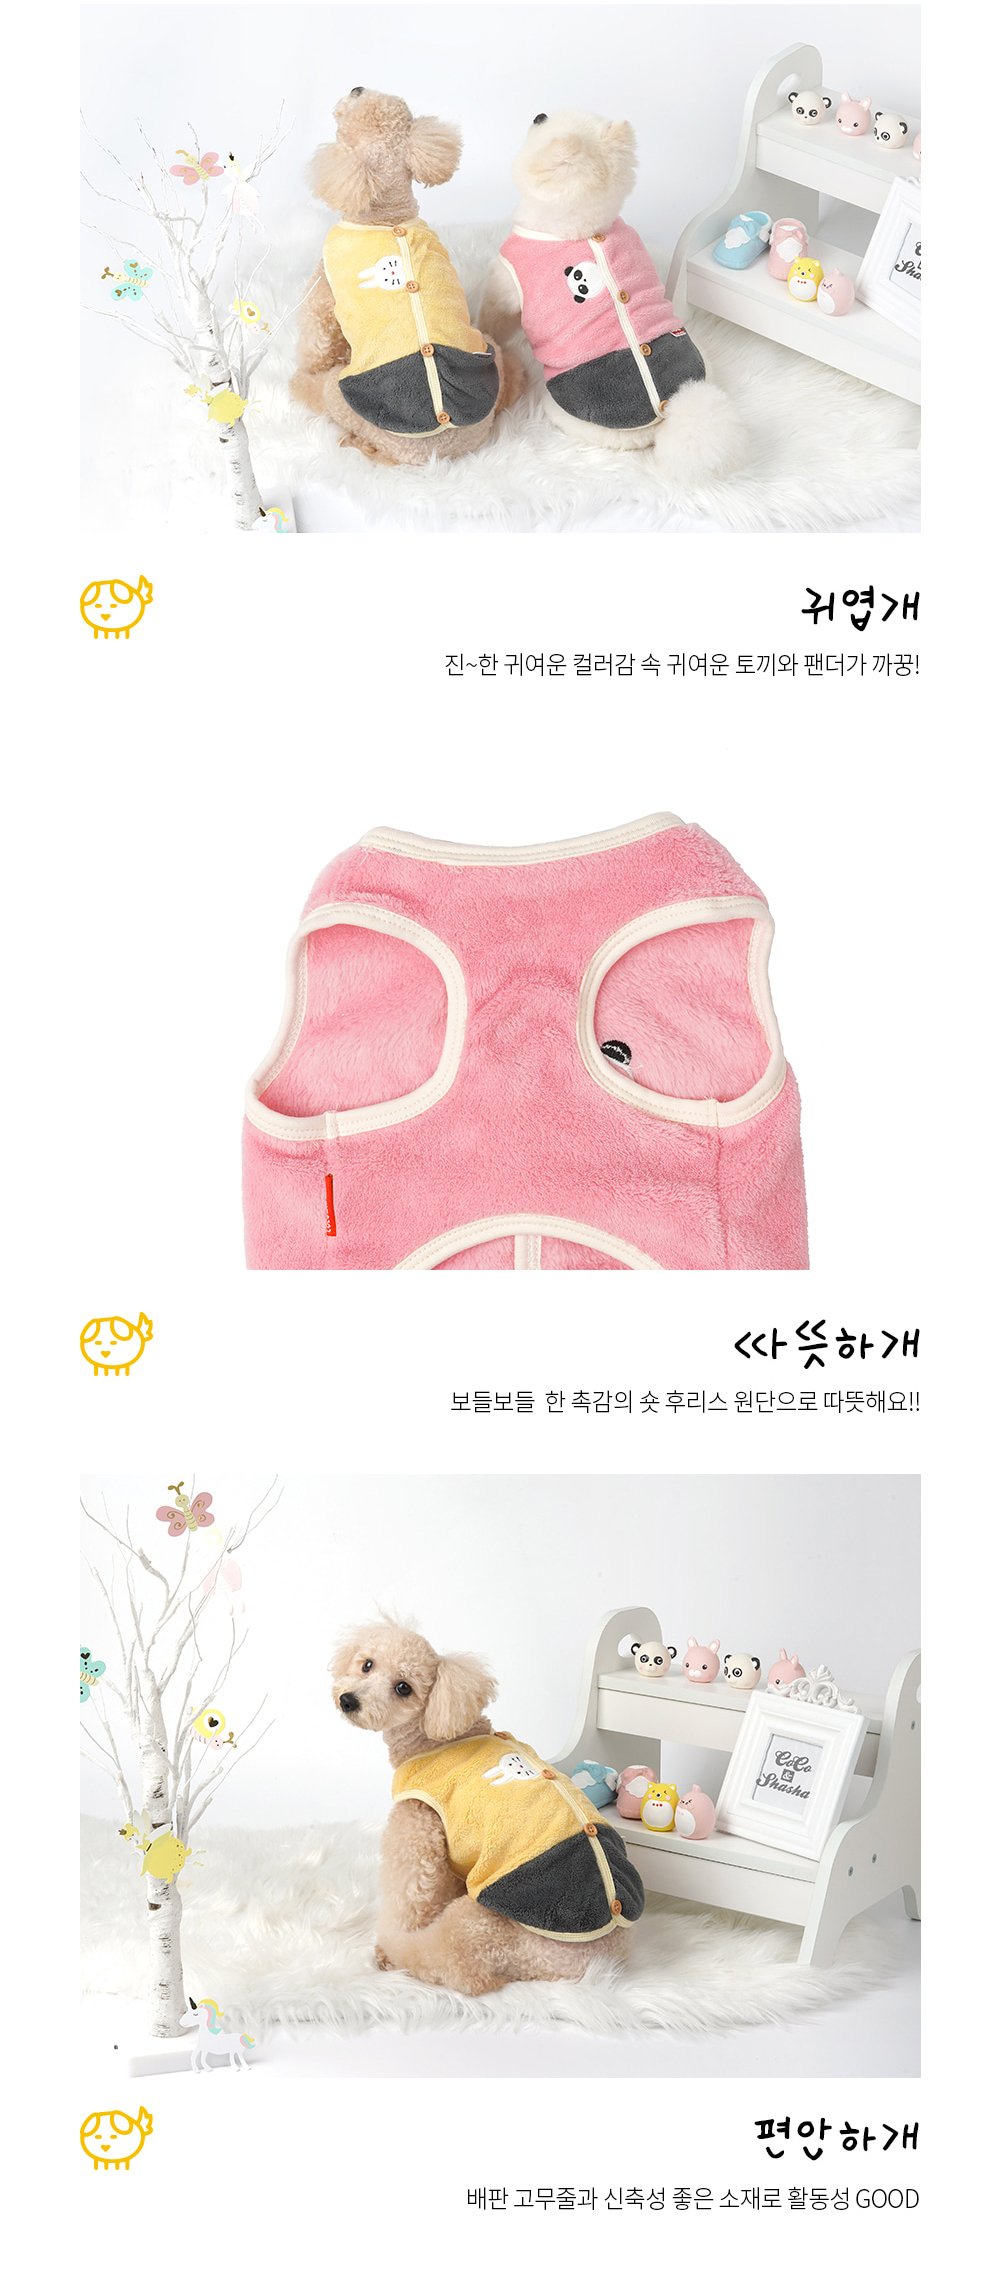 귀엽개
진~한 귀여운 컬러감 속 귀여운 토끼와 팬더가 까꿍!
따뜻하개
보들보들 한 촉감의 숏 후리스 원단으로 따뜻해요!!
CoCo
&
Shasha
편안하개
배판 고무줄과 신축성 좋은 소재로 활동성 GOOD